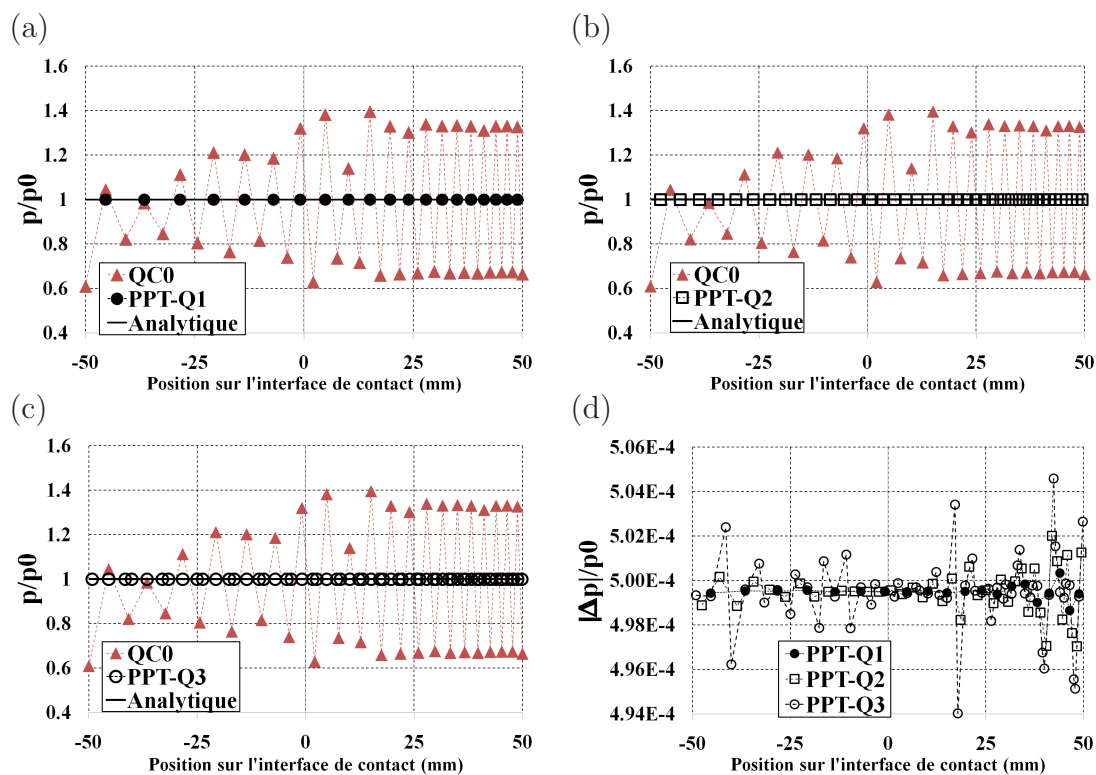 (a)
p/p0
1.6
1.4
1.2
1
0.8
0.6
0.4
QC0
PPT-Q1
Analytique
-50
-25
0
25
50
Position sur l'interface de contact (mm)
(b)
p/p0
1.6
1.4
1.2
1
0.8
0.6
0.4
QC0
PPT-Q2
Analytique
-50
-25
0
25
50
Position sur l'interface de contact (mm)
(c)
p/p0
1.6
1.4
1.2
1
0.8
0.6
0.4
QC0
PPT-Q3
Analytique
-50
-25
0
25
50
Position sur l'interface de contact (mm)
(d)
|Δp|/p0
5.06E-4
5.04E-4
5.02E-4
5.00E-4
4.98E-4
4.96E-4
4.94E-4
PPT-Q1
PPT-Q2
PPT-Q3
-50
-25
0
25
50
Position sur l'interface de contact (mm)